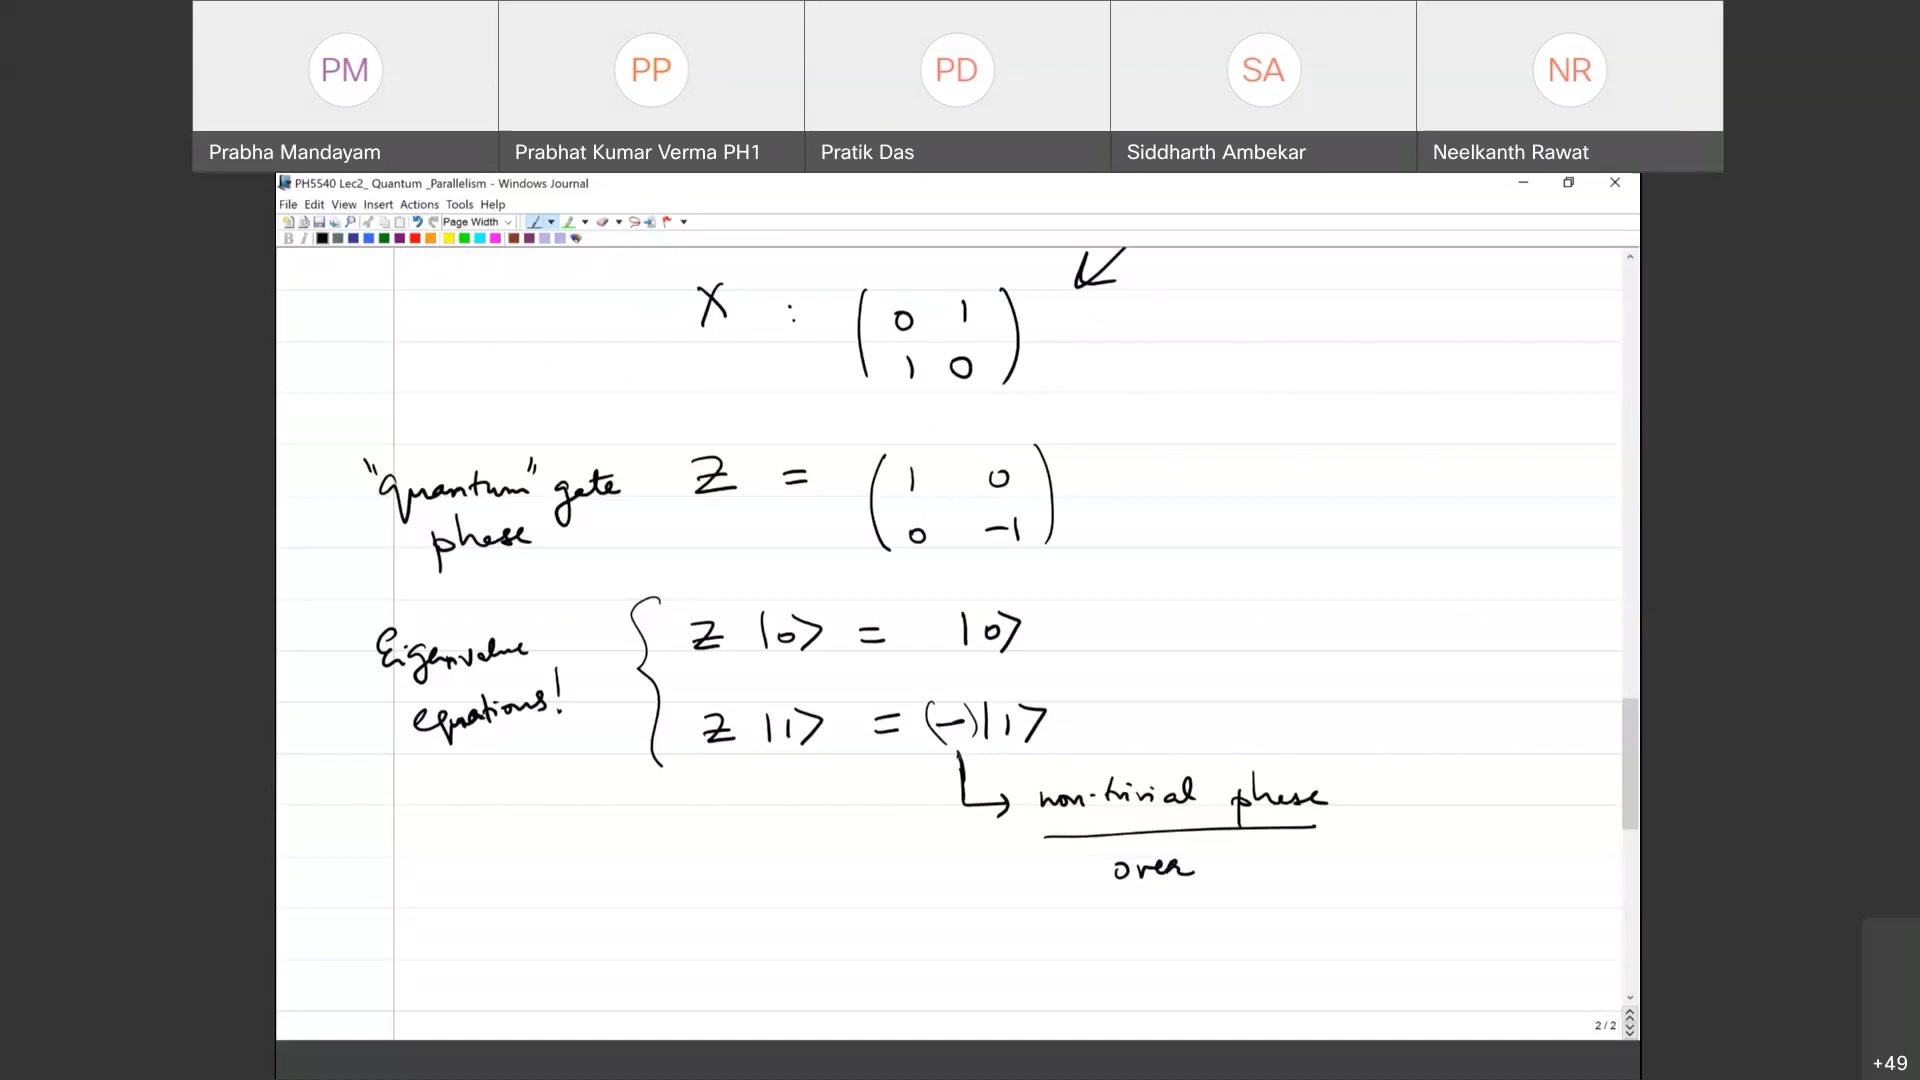 PM PP PD SA NR
Prabha Mandayam Prabhat Kumar Verma PH1 Pratik Das Siddharth Ambekar Neelkanth Rawat
PH5540 Lec2_ Quantum _Parallelism - Windows Journal
File Edit View Insert Actions Tools Help
Page Width
B I
X : ( 0 1
1 0 )
"quantum" gate Z = ( 1 0
phase 0 -1 )
Eigenvalue { Z |0> = |0>
equations! Z |1> = (-)|1>
non-trivial phase
over
2 / 2
+49